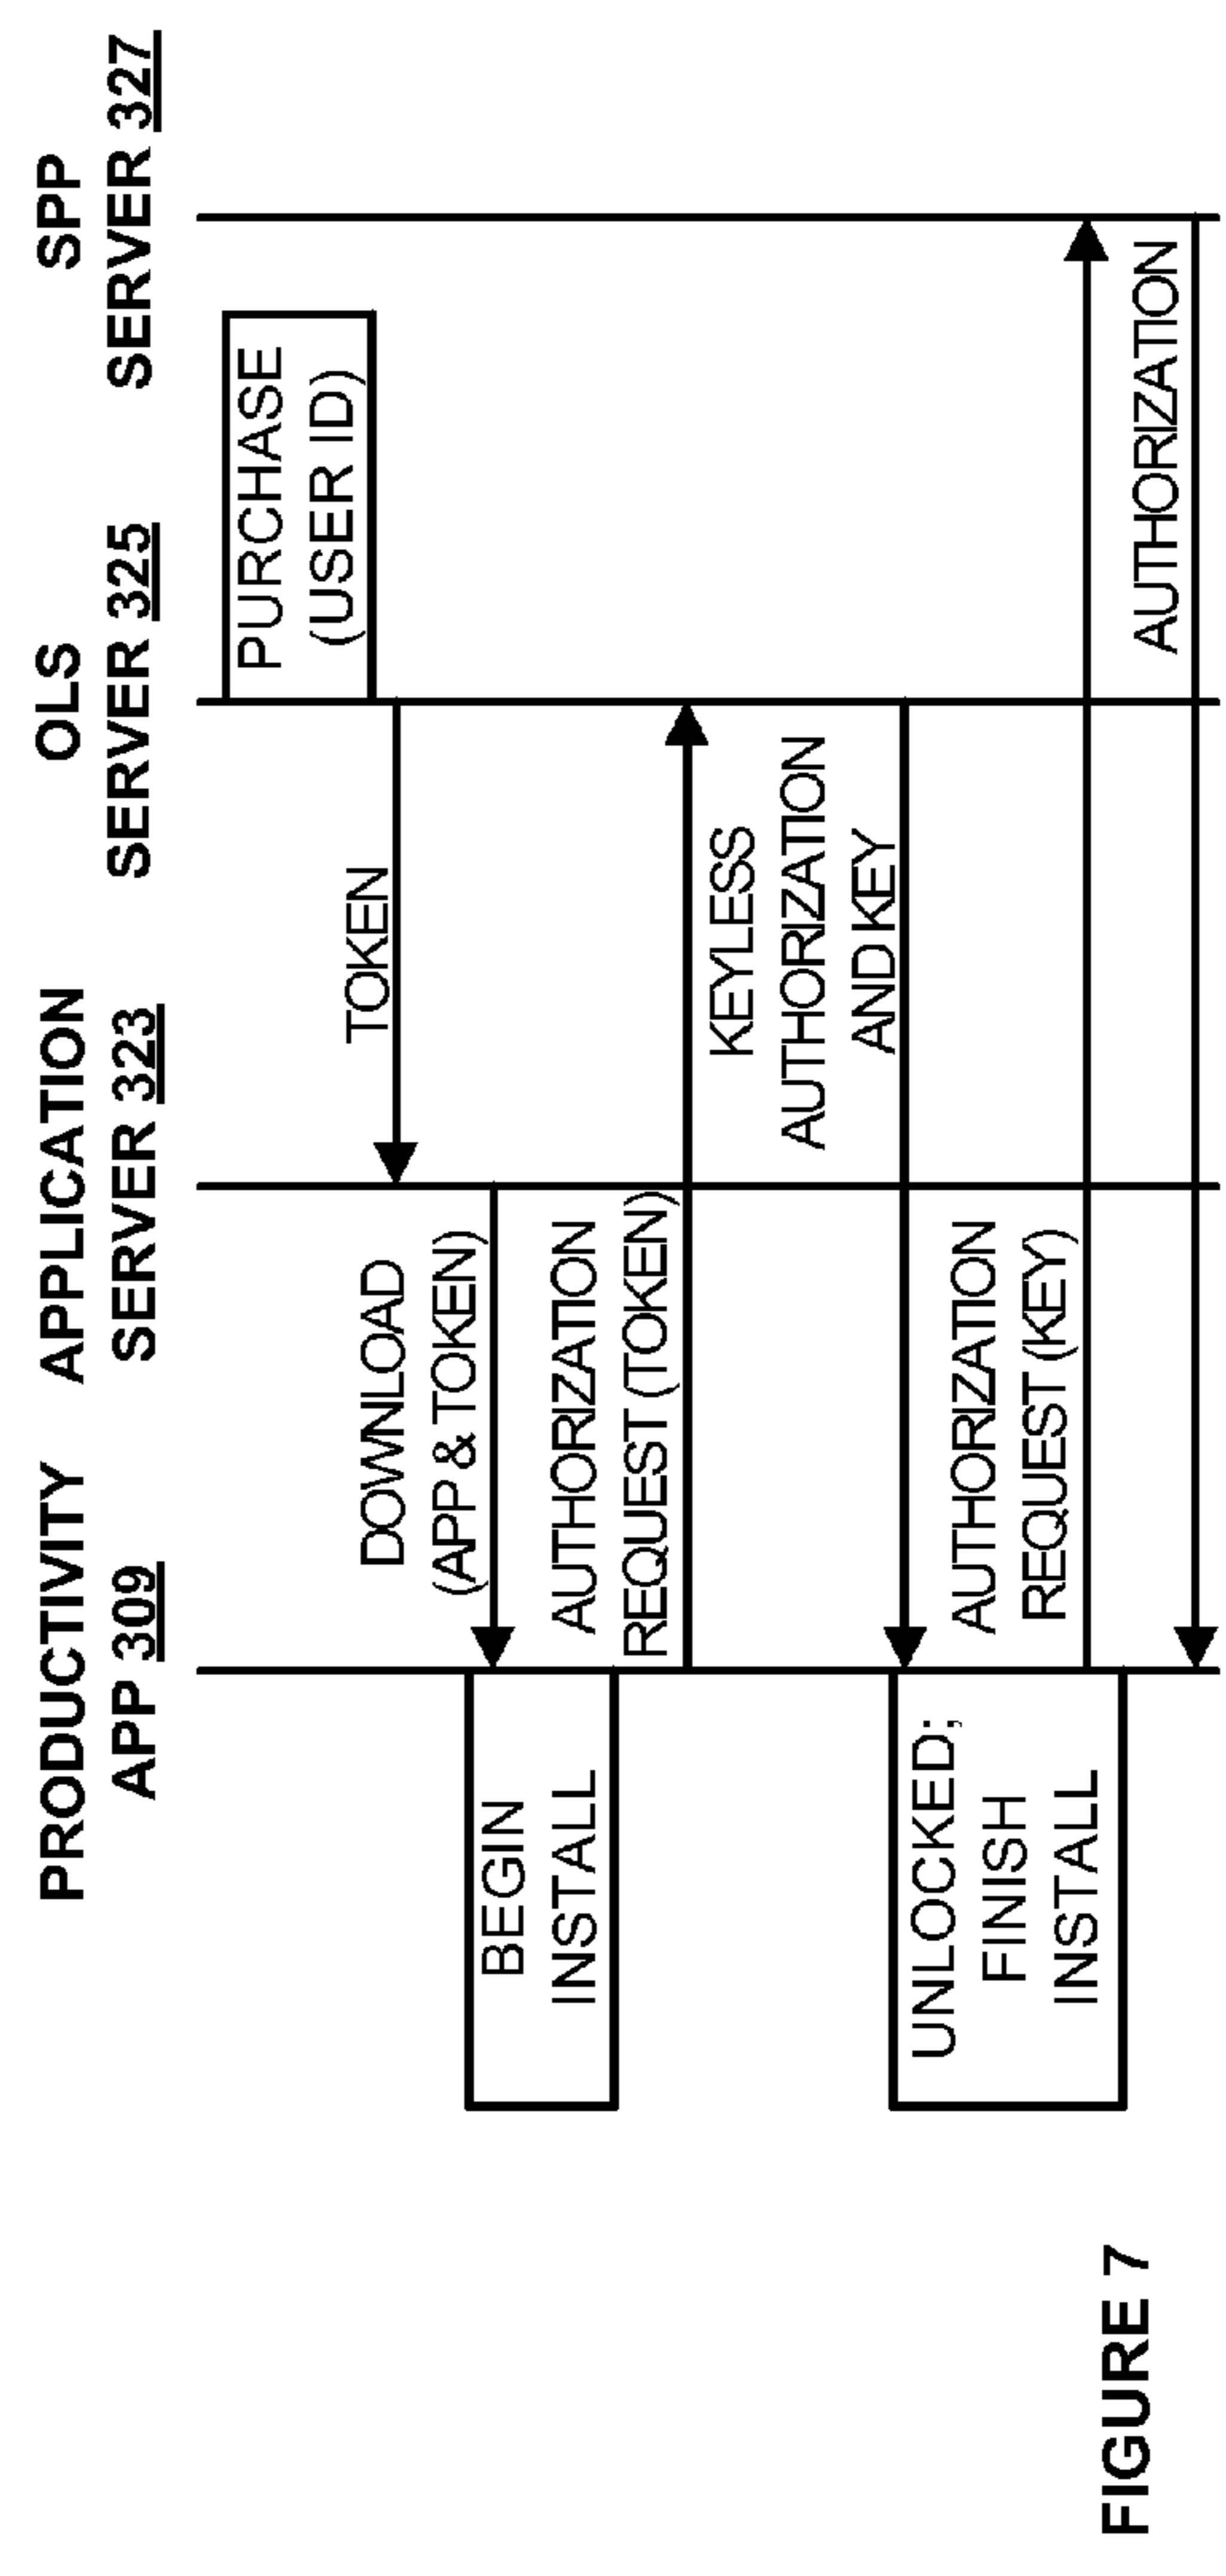 PRODUCTIVITY
APP 309
APPLICATION
SERVER 323
OLS
SERVER 325
SPP
SERVER 327
PURCHASE
(USER ID)
TOKEN
DOWNLOAD
(APP & TOKEN)
BEGIN
INSTALL
AUTHORIZATION
REQUEST (TOKEN)
KEYLESS
AUTHORIZATION
AND KEY
UNLOCKED;
FINISH
INSTALL
AUTHORIZATION
REQUEST (KEY)
AUTHORIZATION
FIGURE 7